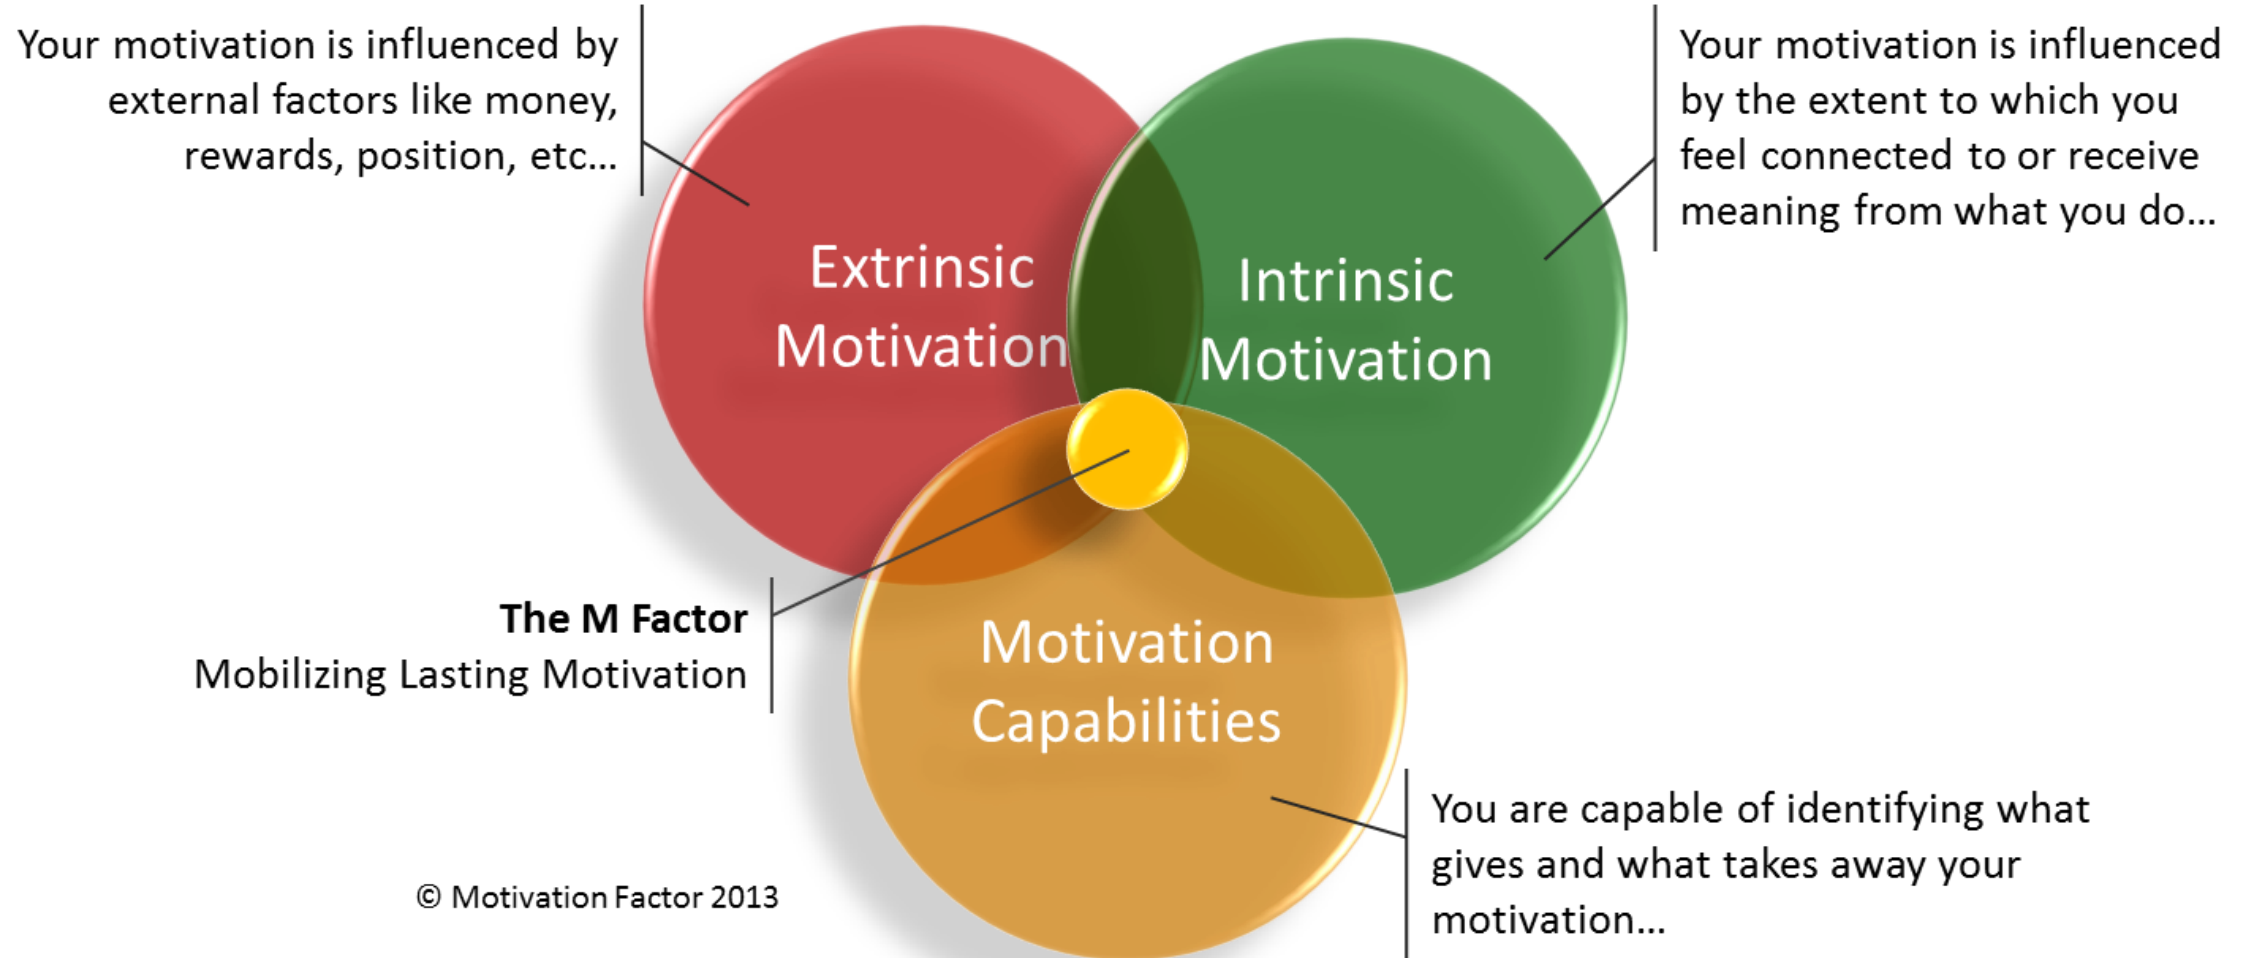 Your motivation is influenced by
external factors like money,
rewards, position, etc...
Your motivation is influenced
by the extent to which you
feel connected to or receive
meaning from what you do...
Extrinsic
Motivation
Intrinsic
Motivation
The M Factor
Mobilizing Lasting Motivation
Motivation
Capabilities
You are capable of identifying what
gives and what takes away your
motivation...
© Motivation Factor 2013